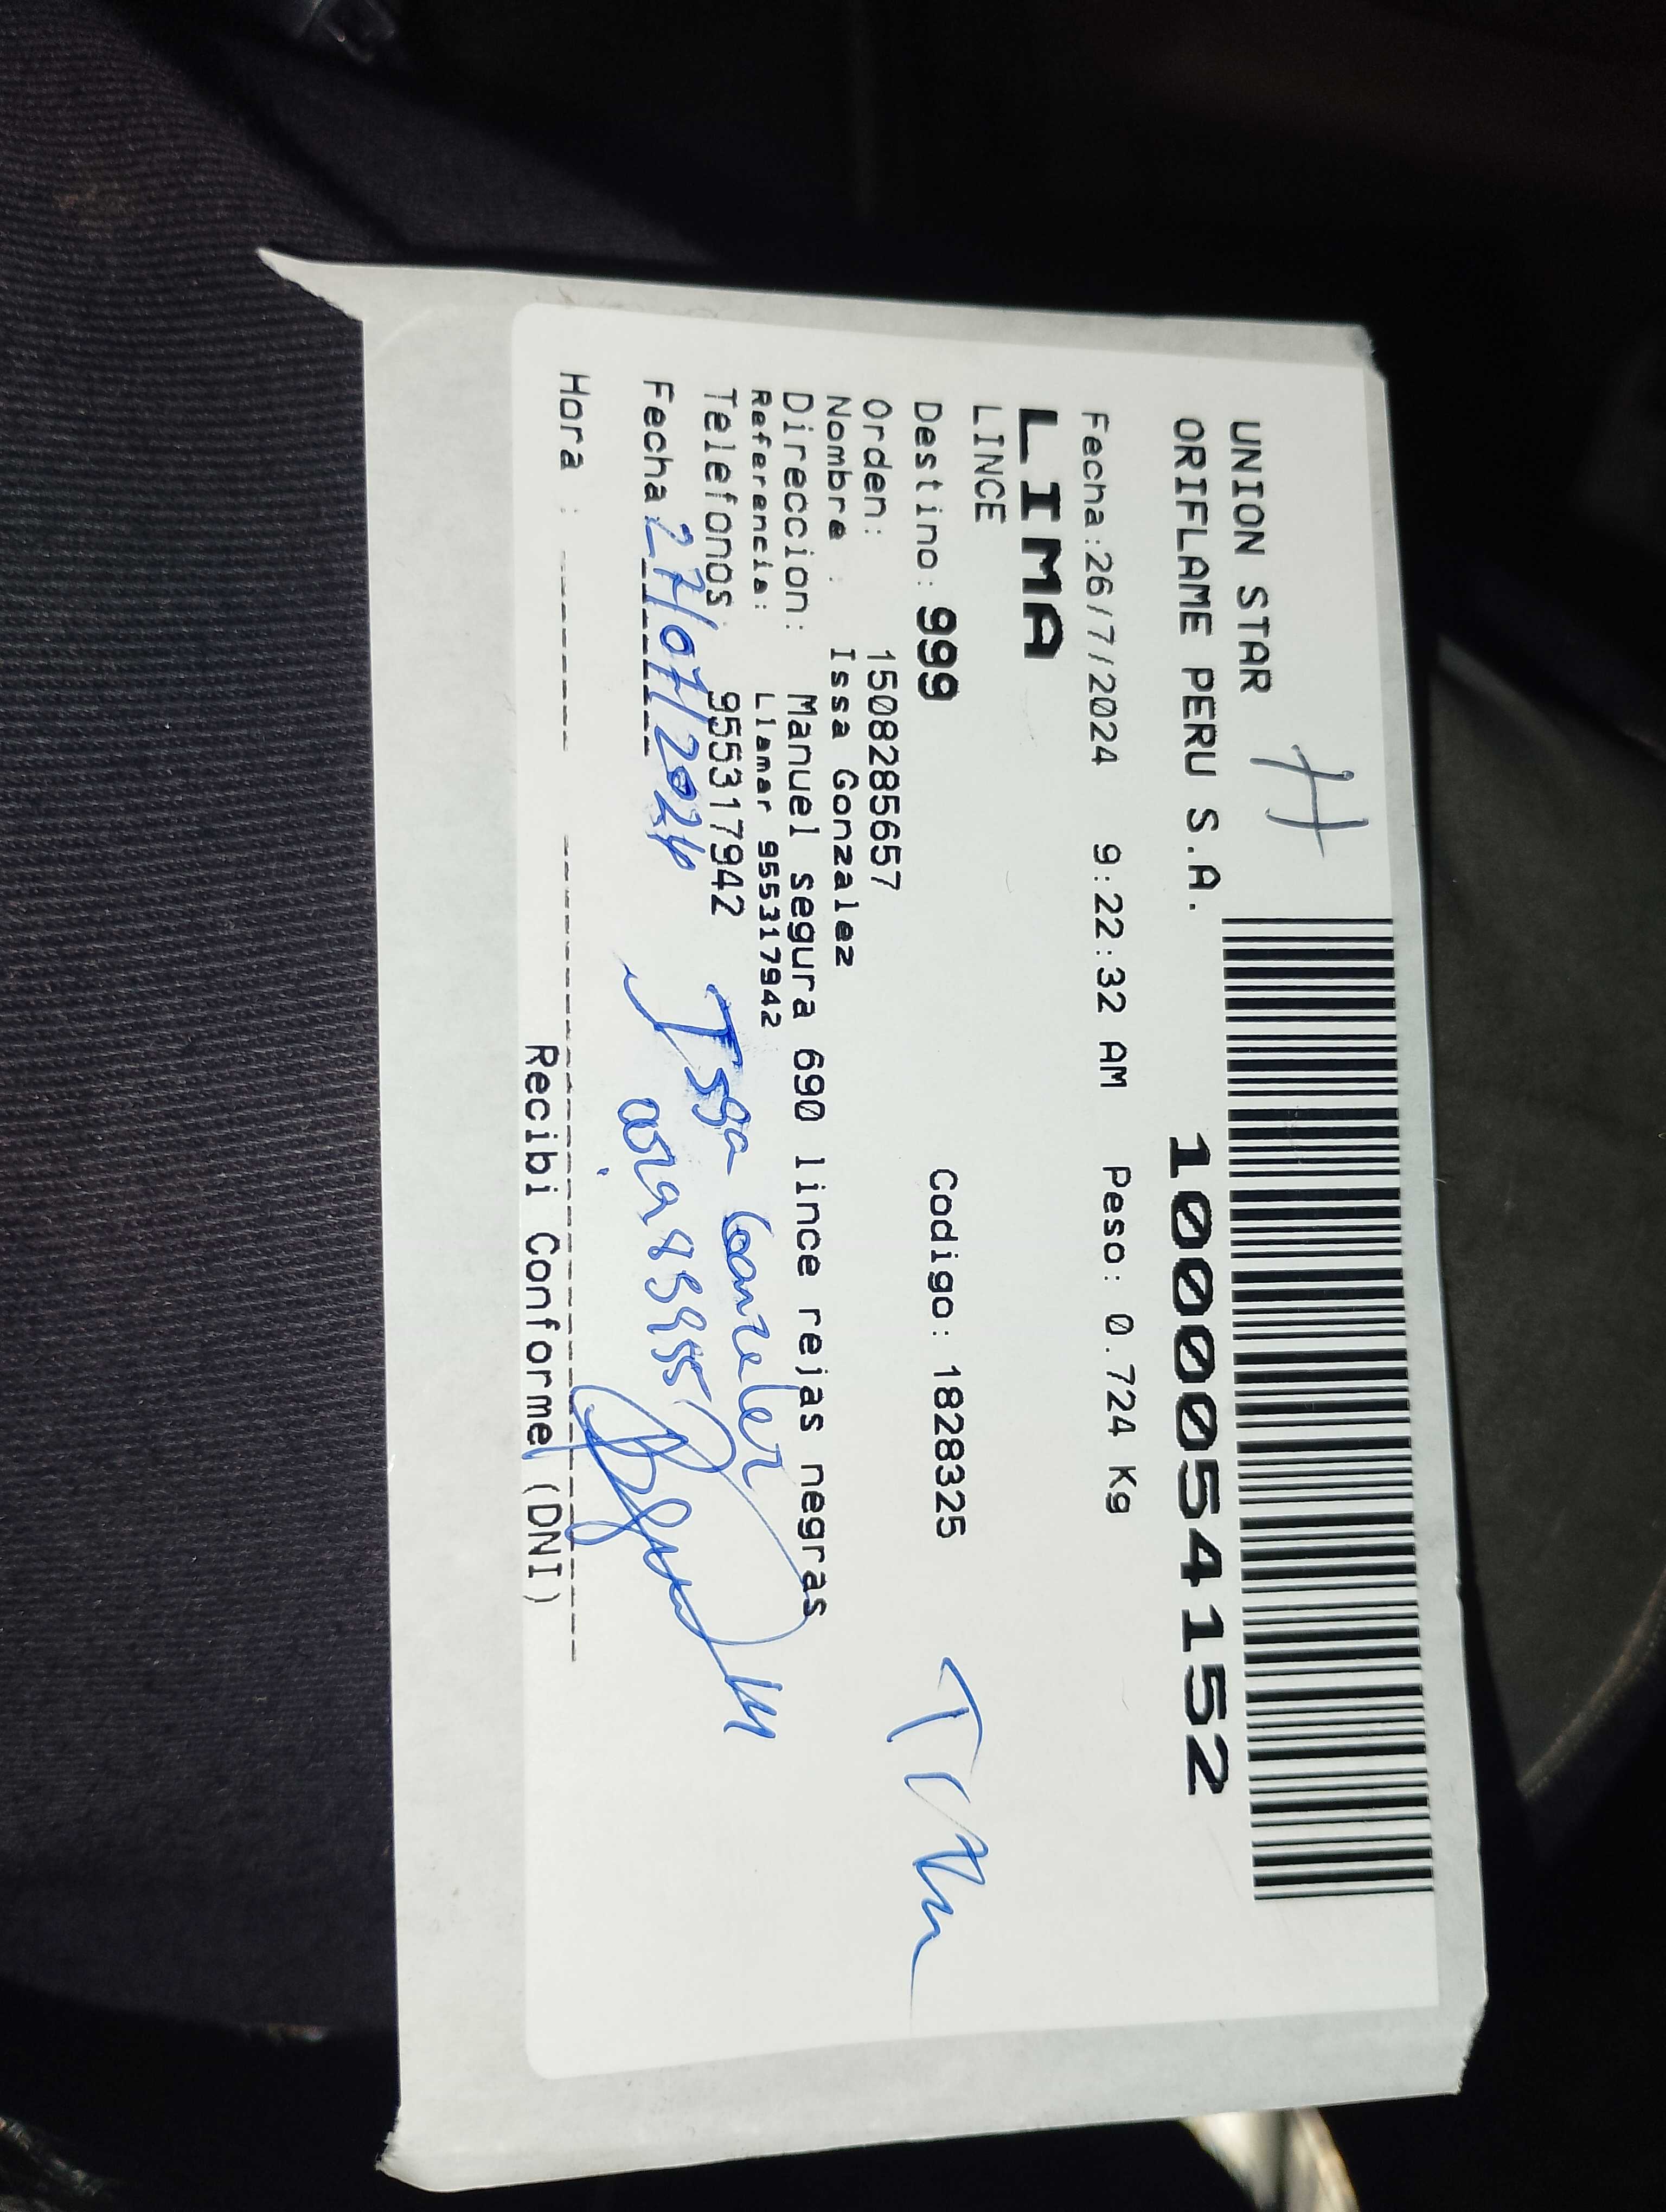 UNION STAR H
ORIFLAME PERU S.A. 1000054152
Fecha:26/7/2024 9:22:32 AM Peso: 0.724 Kg
LIMA
LINCE
Destino: 999 Codigo: 1828325
Orden: 1508285657
Nombre : Issa Gonzalez
Direccion: Manuel segura 690 lince rejas negras
Referencia: Llamar 955317942
Telefonos 955317942
Fecha 27/07/2024 Issa Gonzalez
Hora :
Recibi Conforme (DNI)